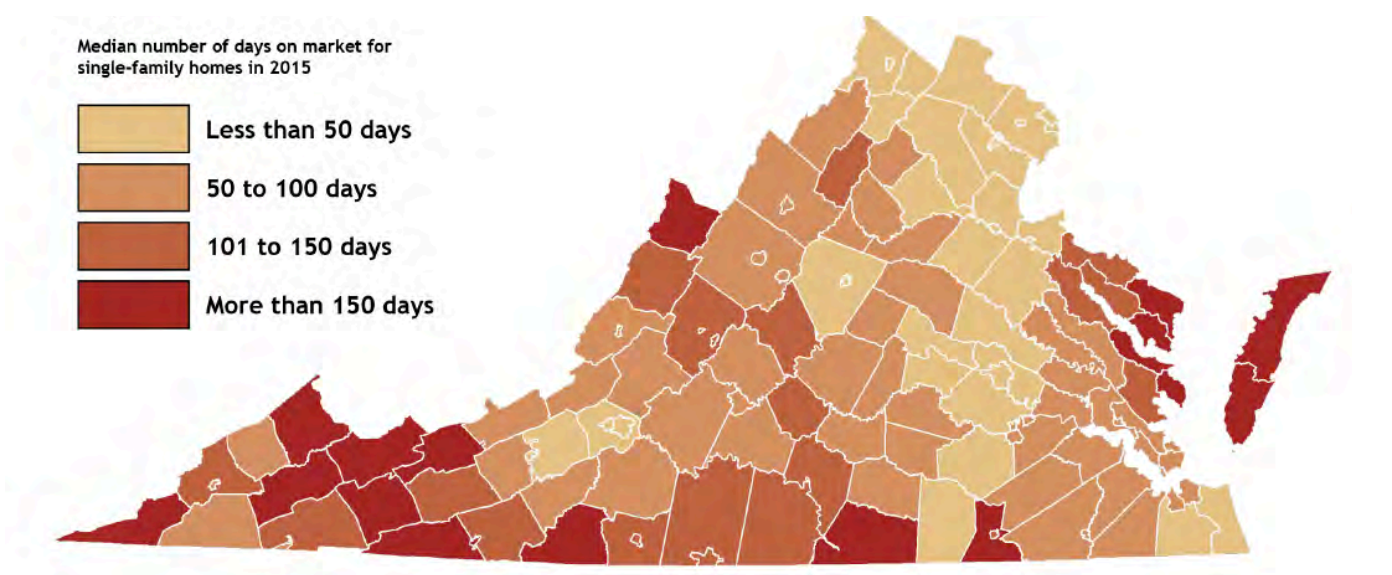 Median number of days on market for
single-family homes in 2015
Less than 50 days
50 to 100 days
101 to 150 days
More than 150 days